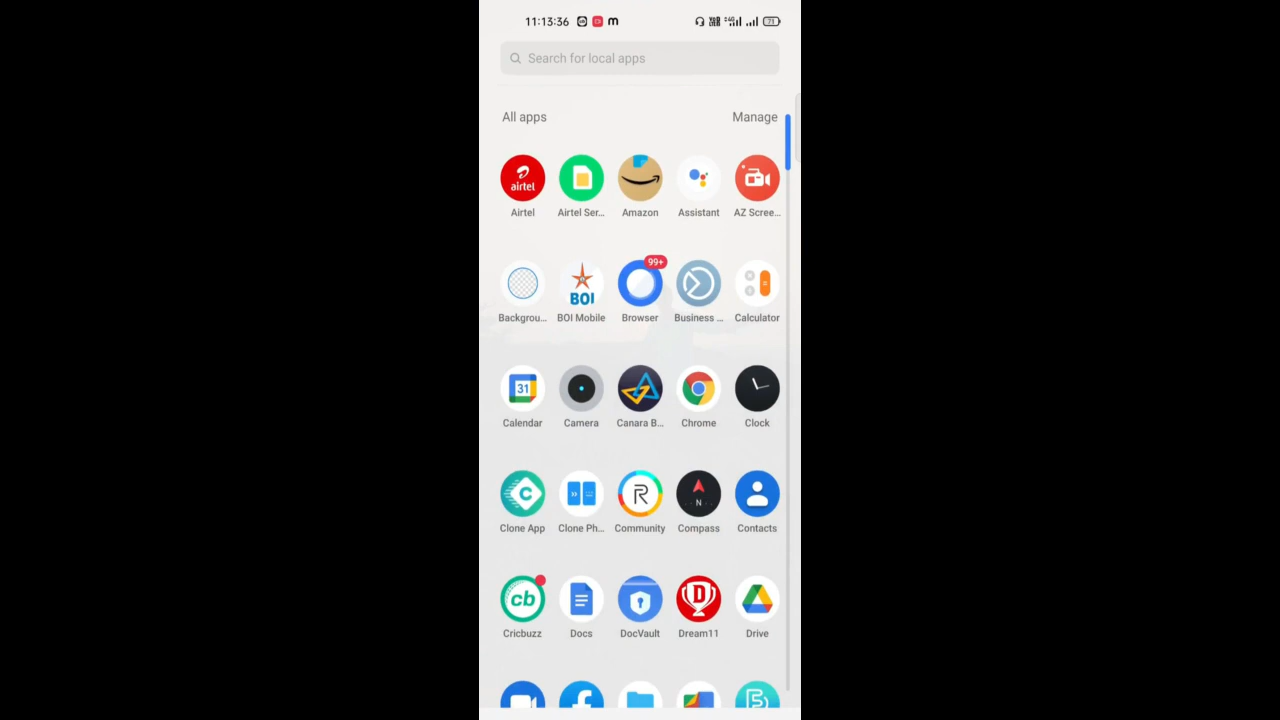 11:13:36 m 73
Search for local apps
All apps Manage
airtel
Airtel Airtel Ser... Amazon Assistant AZ Scree...
99+
BOI
Backgrou... BOI Mobile Browser Business ... Calculator
31
Calendar Camera Canara B... Chrome Clock
C R N
Clone App Clone Ph... Community Compass Contacts
cb D
Cricbuzz Docs DocVault Dream11 Drive